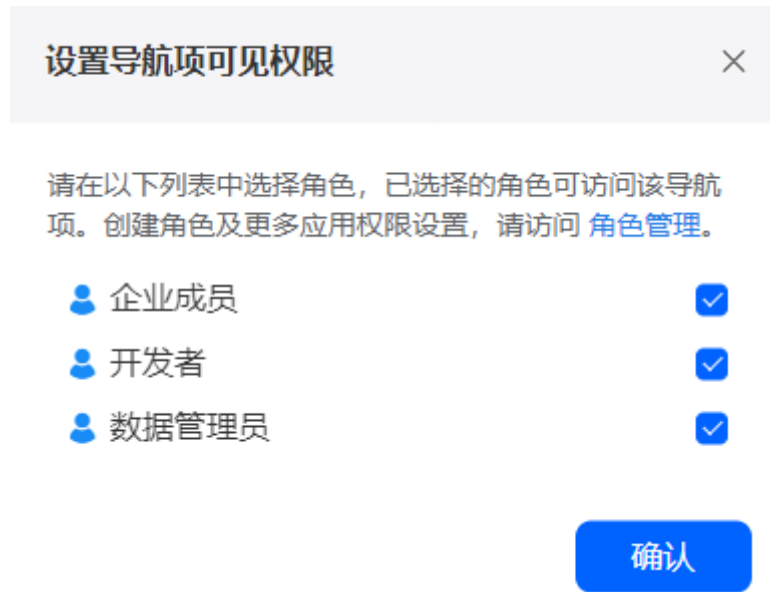 设置导航项可见权限
请在以下列表中选择角色，已选择的角色可访问该导航
项。创建角色及更多应用权限设置，请访问 角色管理。
企业成员
开发者
数据管理员
确认